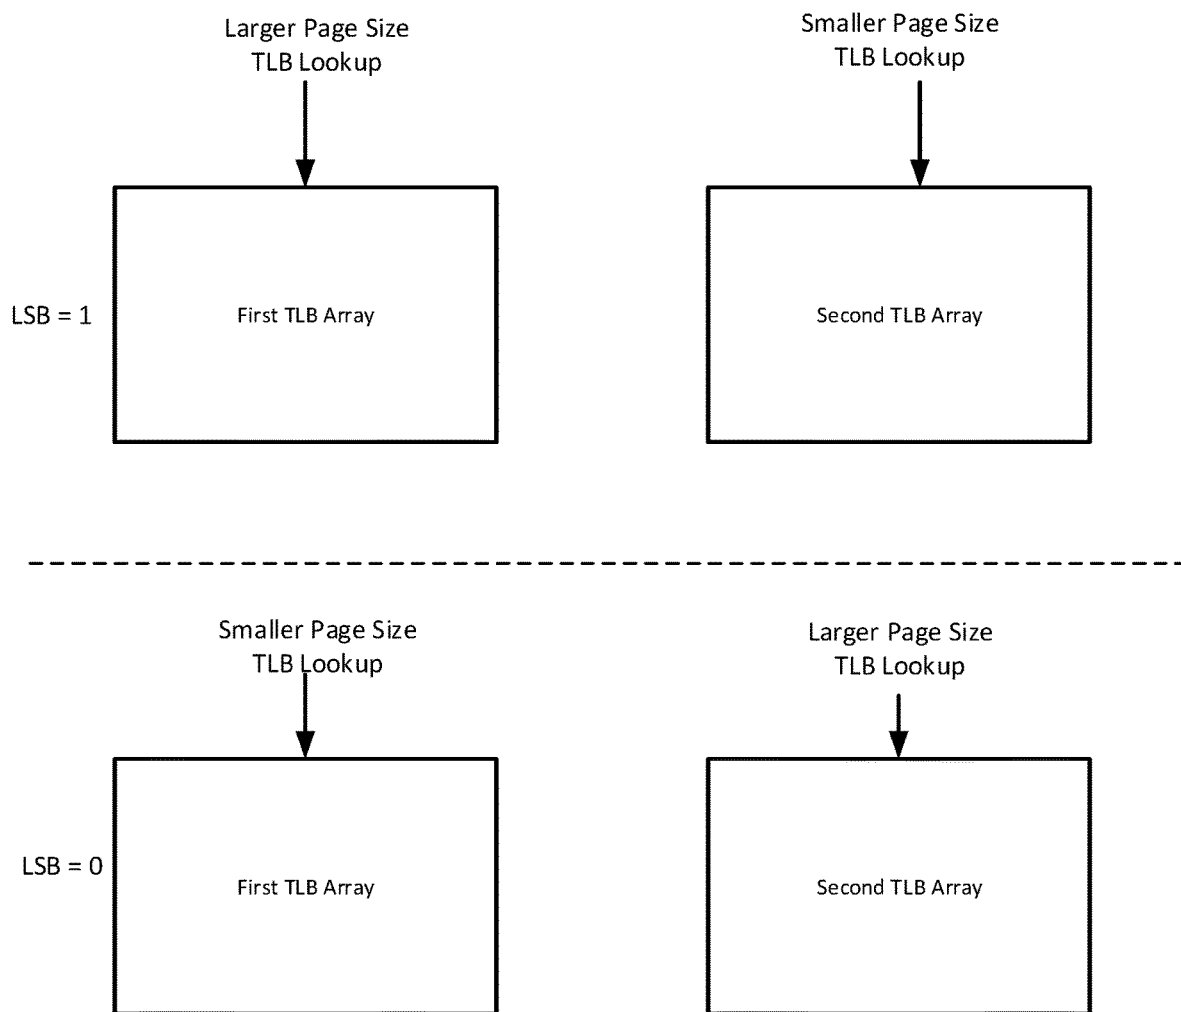 Larger Page Size
TLB Lookup
Smaller Page Size
TLB Lookup
LSB = 1
First TLB Array
Second TLB Array
Smaller Page Size
TLB Lookup
Larger Page Size
TLB Lookup
LSB = 0
First TLB Array
Second TLB Array